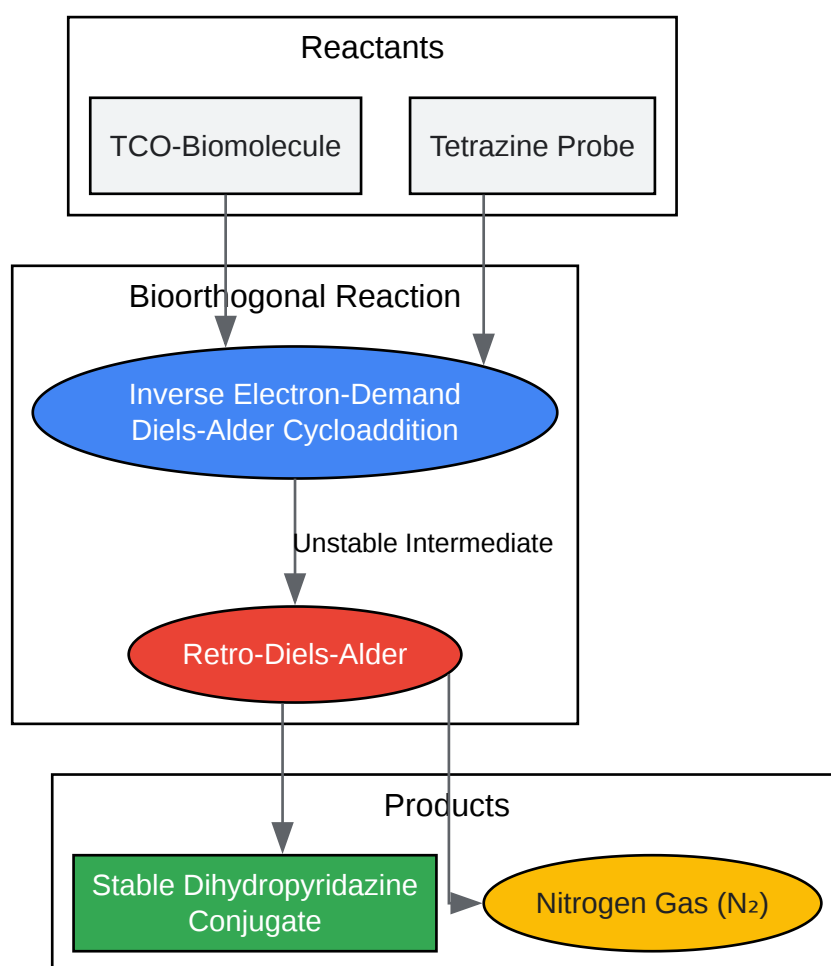 Reactants
TCO-Biomolecule
Tetrazine Probe
Bioorthogonal Reaction
Inverse Electron-Demand
Diels-Alder Cycloaddition
Unstable Intermediate
Retro-Diels-Alder
Products
Stable Dihydropyridazine
Conjugate
Nitrogen Gas (N₂)